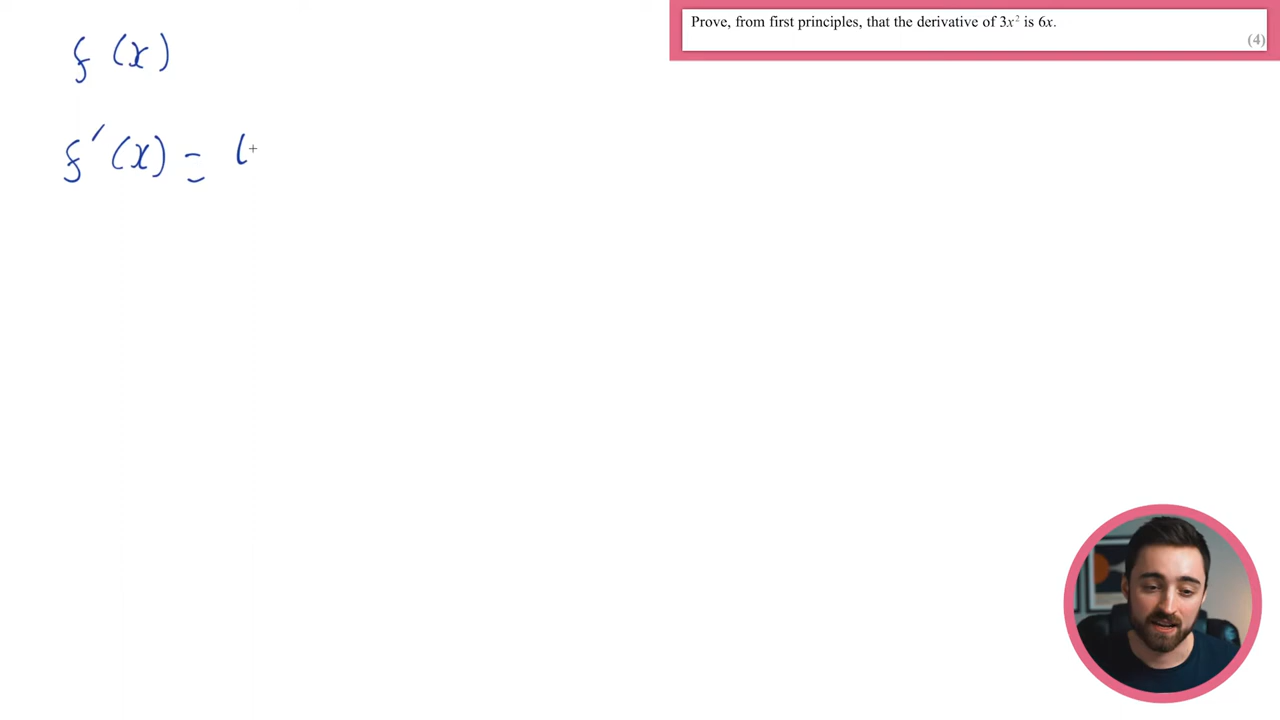 f(x)
Prove, from first principles, that the derivative of 3x² is 6x.
(4)
f'(x) = l